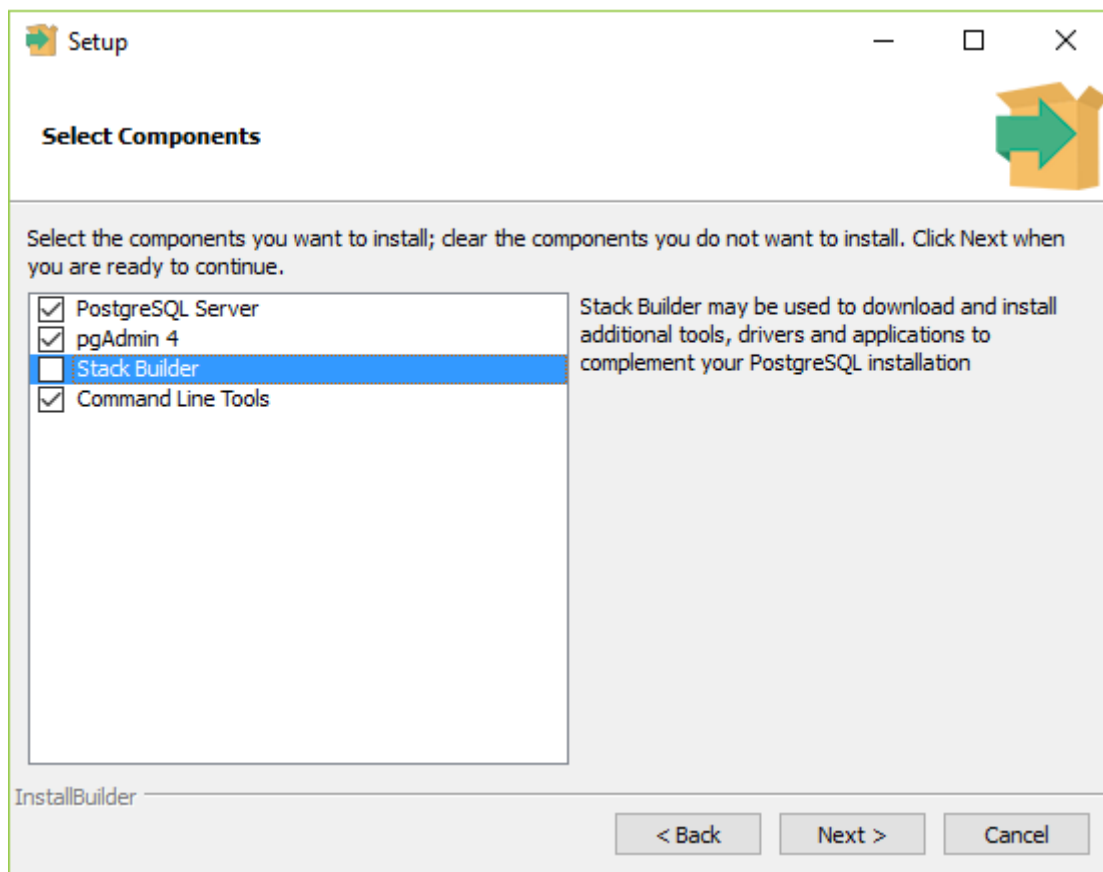 Setup
Select Components
Select the components you want to install; clear the components you do not want to install. Click Next when
you are ready to continue.
PostgreSQL Server
pgAdmin 4
Stack Builder
Command Line Tools
Stack Builder may be used to download and install
additional tools, drivers and applications to
complement your PostgreSQL installation
InstallBuilder
< Back
Next >
Cancel